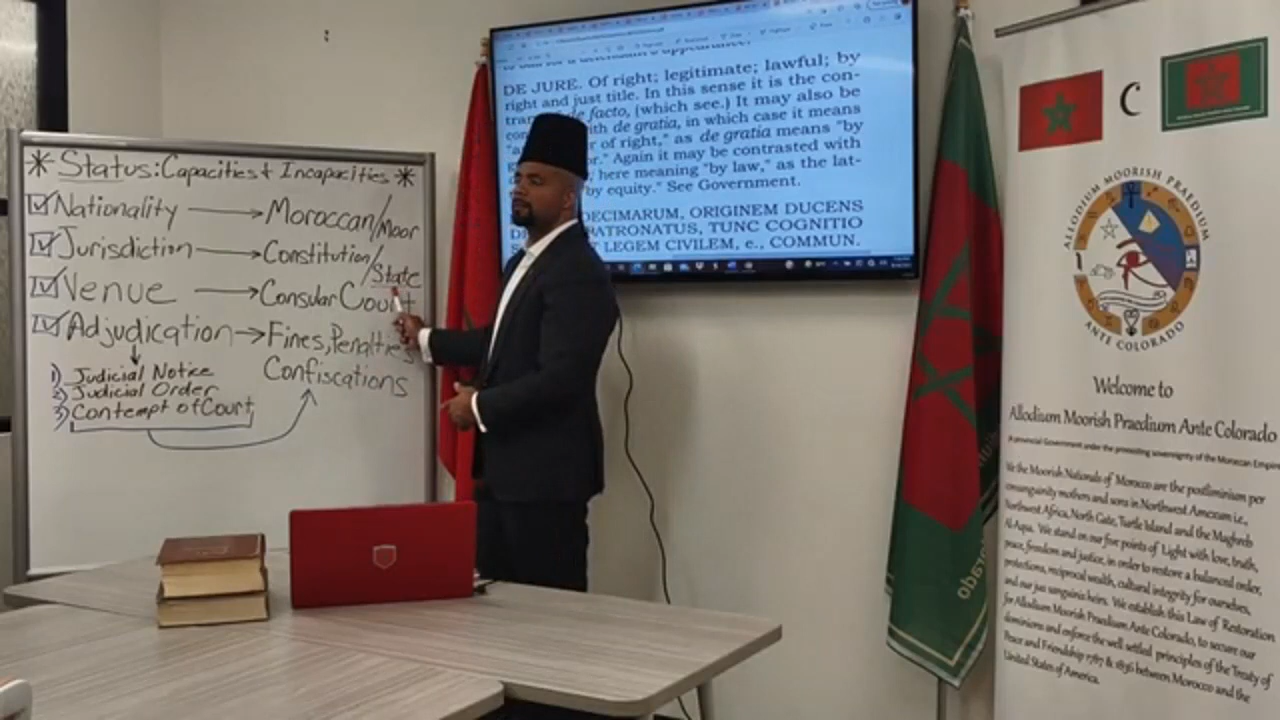 * Status: Capacities & Incapacities *
Nationality → Moroccan/Moor
Jurisdiction → Constitution/State
Venue → Consular Court
Adjudication → Fines, Penalties
Confiscations
1) Judicial Notice
2) Judicial Order
3) Contempt of Court
DE JURE. Of right; legitimate; lawful; by
right and just title. In this sense it is the con-
de facto, (which see.) It may also be
with de gratia, in which case it means
of right," as de gratia means "by
Again it may be contrasted with
here meaning "by law," as the lat-
by equity." See Government.
DECIMARUM, ORIGINEM DUCENS
TUNC COGNITIO
LEGEM CIVILEM, e., COMMUN.
ALLODIUM MOORISH PRAEDIUM
ANTE COLORADO
Welcome to
Allodium Moorish Praedium Ante Colorado
A provincial Government under the protecting sovereignty of the Moroccan Empire
We the Moorish Nationals of Morocco are the postliminium per
consanguinity mothers and sons in Northwest Amexem i.e.,
Northwest Africa, North Gate, Turtle Island and the Maghreb
Al-Aqsa. We stand on our five points of Light with love, truth,
peace, freedom and justice, in order to restore a balanced order,
protections, reciprocal wealth, cultural integrity for ourselves,
and our jus sanguinis heirs. We establish this Law of Restoration
for Allodium Moorish Praedium Ante Colorado, to secure our
dominions and enforce the well settled principles of the Treaty of
Peace and Friendship 1787 & 1836 between Morocco and the
United States of America.